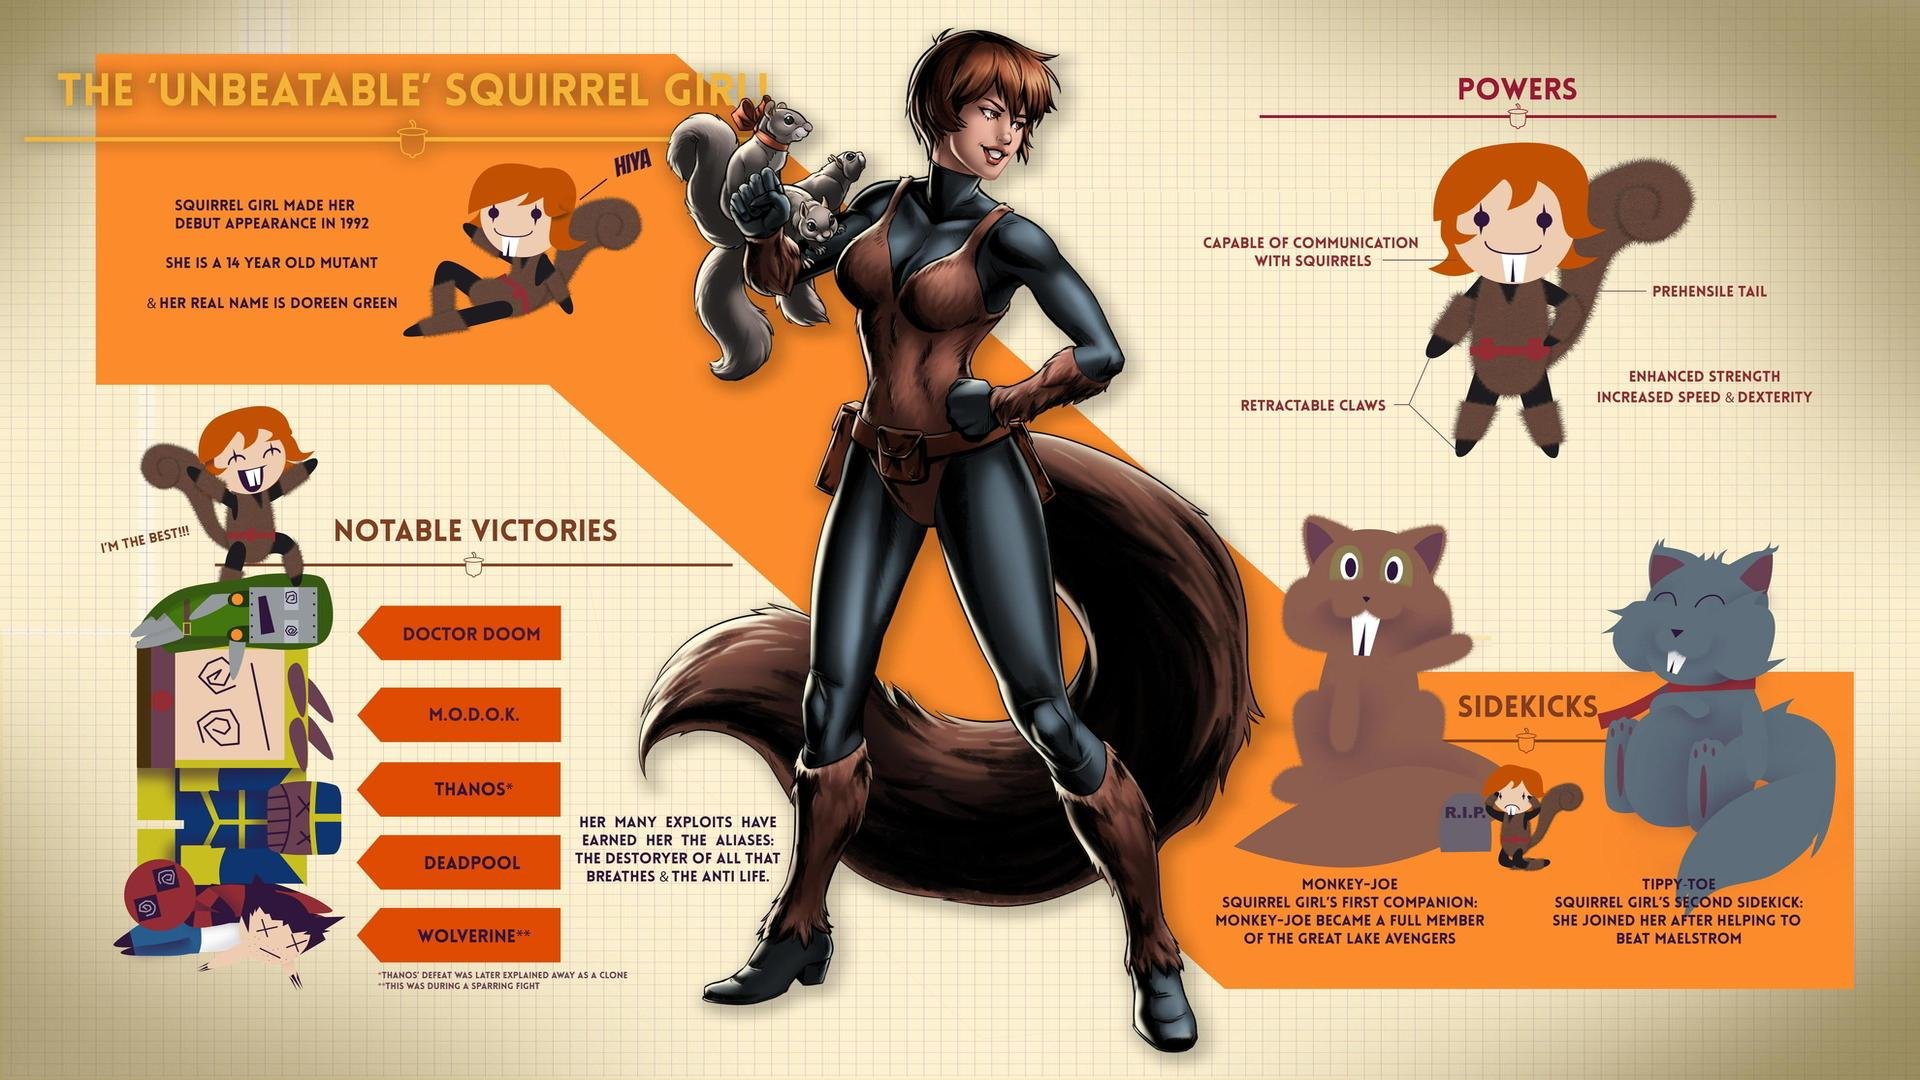 THE ‘UNBEATABLE’ SQUIRREL GIRL!
HIYA
SQUIRREL GIRL MADE HER
DEBUT APPEARANCE IN 1992
SHE IS A 14 YEAR OLD MUTANT
& HER REAL NAME IS DOREEN GREEN
I'M THE BEST!!!
NOTABLE VICTORIES
DOCTOR DOOM
M.O.D.O.K.
THANOS*
DEADPOOL
WOLVERINE**
*THANOS' DEFEAT WAS LATER EXPLAINED AWAY AS A CLONE
**THIS WAS DURING A SPARRING FIGHT
HER MANY EXPLOITS HAVE
EARNED HER THE ALIASES:
THE DESTORYER OF ALL THAT
BREATHES & THE ANTI LIFE.
POWERS
CAPABLE OF COMMUNICATION
WITH SQUIRRELS
PREHENSILE TAIL
RETRACTABLE CLAWS
ENHANCED STRENGTH
INCREASED SPEED & DEXTERITY
SIDEKICKS
R.I.P.
MONKEY-JOE
SQUIRREL GIRL'S FIRST COMPANION:
MONKEY-JOE BECAME A FULL MEMBER
OF THE GREAT LAKE AVENGERS
TIPPY-TOE
SQUIRREL GIRL'S SECOND SIDEKICK:
SHE JOINED HER AFTER HELPING TO
BEAT MAELSTROM